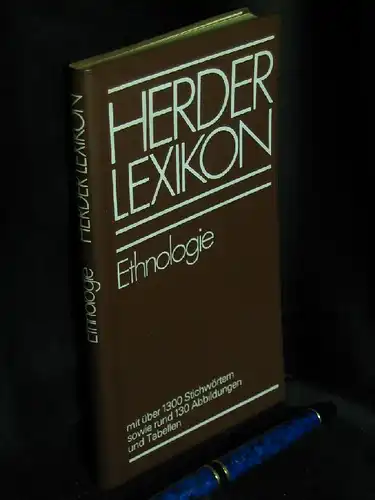 HERDER
LEXIKON
Ethnologie
mit über 1300 Stichwörtern
sowie rund 130 Abbildungen
und Tabellen
Ethnologie HERDER LEXIKON